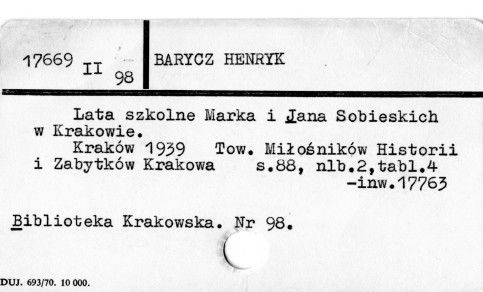 17669 II 98 BARYCZ HENRYK
Lata szkolne Marka i Jana Sobieskich
w Krakowie.
Kraków 1939 Tow. Miłośników Historii
i Zabytków Krakowa s.88, nlb.2,tabl.4
-inw.17763
Biblioteka Krakowska. Nr 98.
DUJ. 693/70. 10 000.